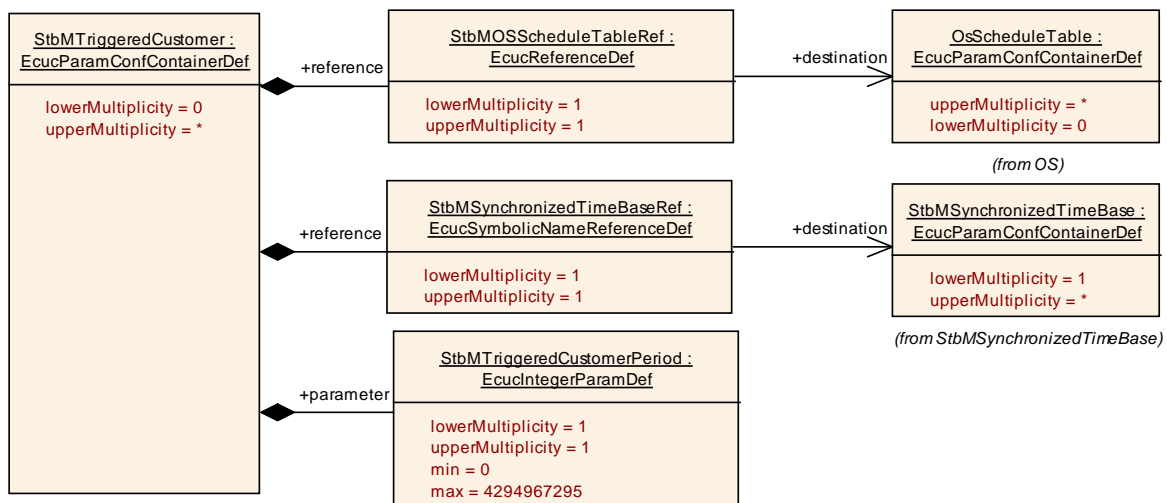 StbMTriggeredCustomer :
EcucParamConfContainerDef
lowerMultiplicity = 0
upperMultiplicity = *
+reference
StbMOSScheduleTableRef :
EcucReferenceDef
lowerMultiplicity = 1
upperMultiplicity = 1
+destination
OsScheduleTable :
EcucParamConfContainerDef
upperMultiplicity = *
lowerMultiplicity = 0
(from OS)
+reference
StbMSynchronizedTimeBaseRef :
EcucSymbolicNameReferenceDef
lowerMultiplicity = 1
upperMultiplicity = 1
+destination
StbMSynchronizedTimeBase :
EcucParamConfContainerDef
lowerMultiplicity = 1
upperMultiplicity = *
(from StbMSynchronizedTimeBase)
+parameter
StbMTriggeredCustomerPeriod :
EcucIntegerParamDef
lowerMultiplicity = 1
upperMultiplicity = 1
min = 0
max = 4294967295